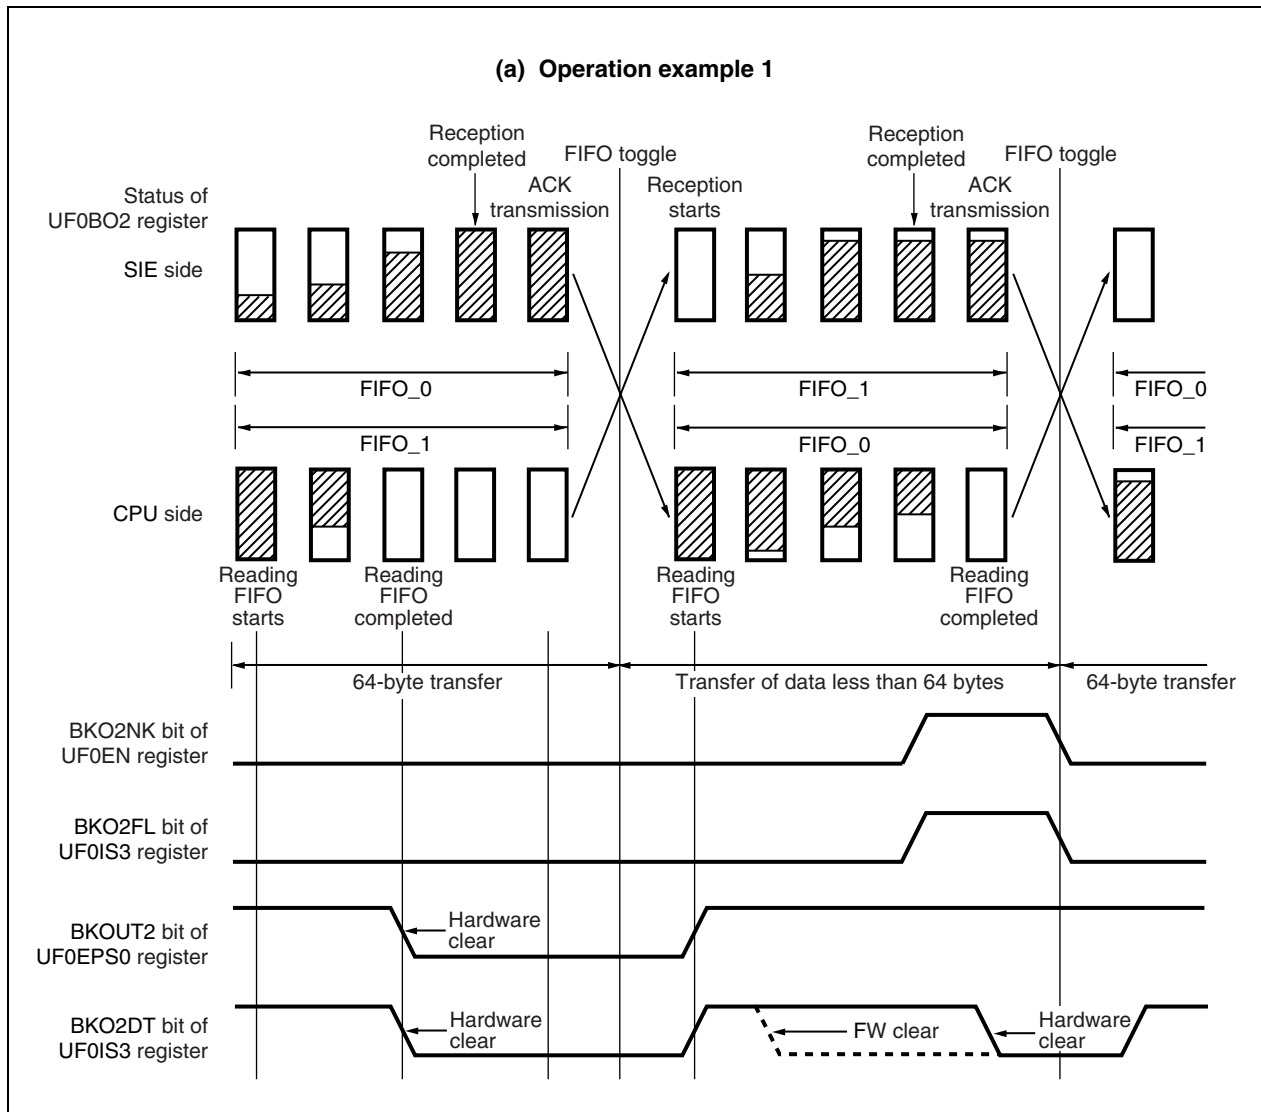 (a) Operation example 1
Reception
completed
FIFO toggle
Reception
completed
FIFO toggle
Status of
UF0BO2 register
ACK
transmission
Reception
starts
ACK
transmission
SIE side
FIFO_0
FIFO_1
FIFO_0
FIFO_1
FIFO_0
FIFO_1
CPU side
Reading
FIFO
starts
Reading
FIFO
completed
Reading
FIFO
starts
Reading
FIFO
completed
64-byte transfer
Transfer of data less than 64 bytes
64-byte transfer
BKO2NK bit of
UF0EN register
BKO2FL bit of
UF0IS3 register
BKOUT2 bit of
UF0EPS0 register
Hardware
clear
BKO2DT bit of
UF0IS3 register
Hardware
clear
FW clear
Hardware
clear